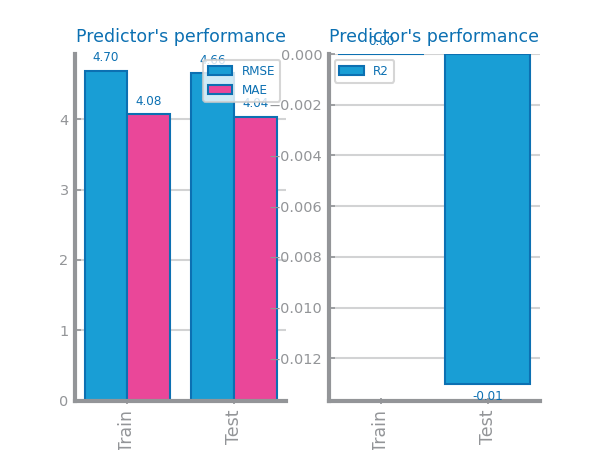 Predictor's performance
4.70
4.08
4.66
4.04
RMSE
MAE
4
3
2
1
0
Train
Test
Predictor's performance
0.00
R2
0.000
-0.002
-0.004
-0.006
-0.008
-0.010
-0.012
-0.01
Train
Test